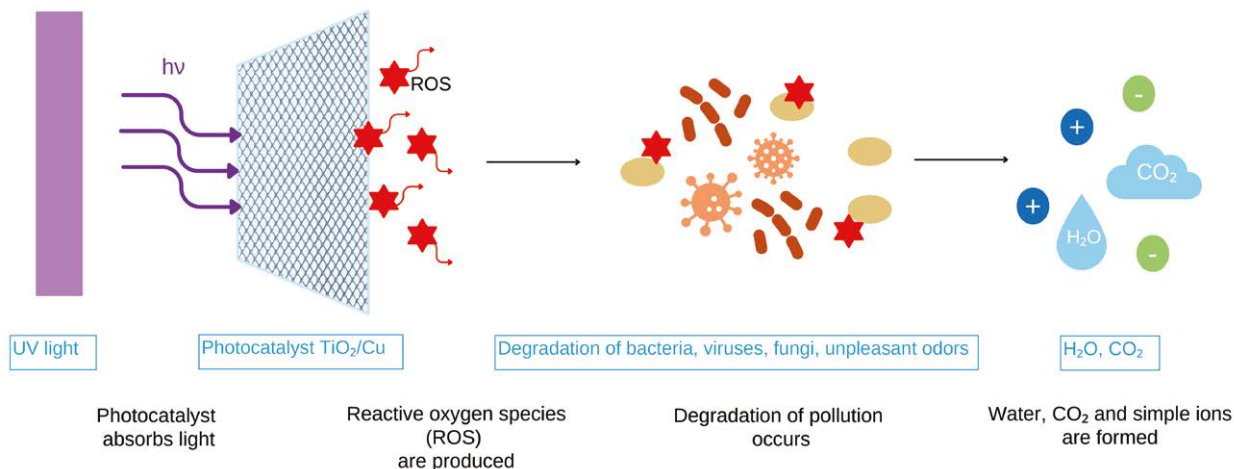 hν
ROS
+
-
CO₂
+
H₂O
-
UV light
Photocatalyst TiO₂/Cu
Degradation of bacteria, viruses, fungi, unpleasant odors
H₂O, CO₂
Photocatalyst
absorbs light
Reactive oxygen species
(ROS)
are produced
Degradation of pollution
occurs
Water, CO₂ and simple ions
are formed